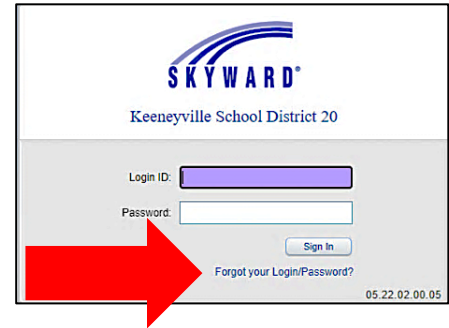 SKYWARD®
Keeneyville School District 20
Login ID:
Password:
Sign In
Forgot your Login/Password?
05.22.02.00.05